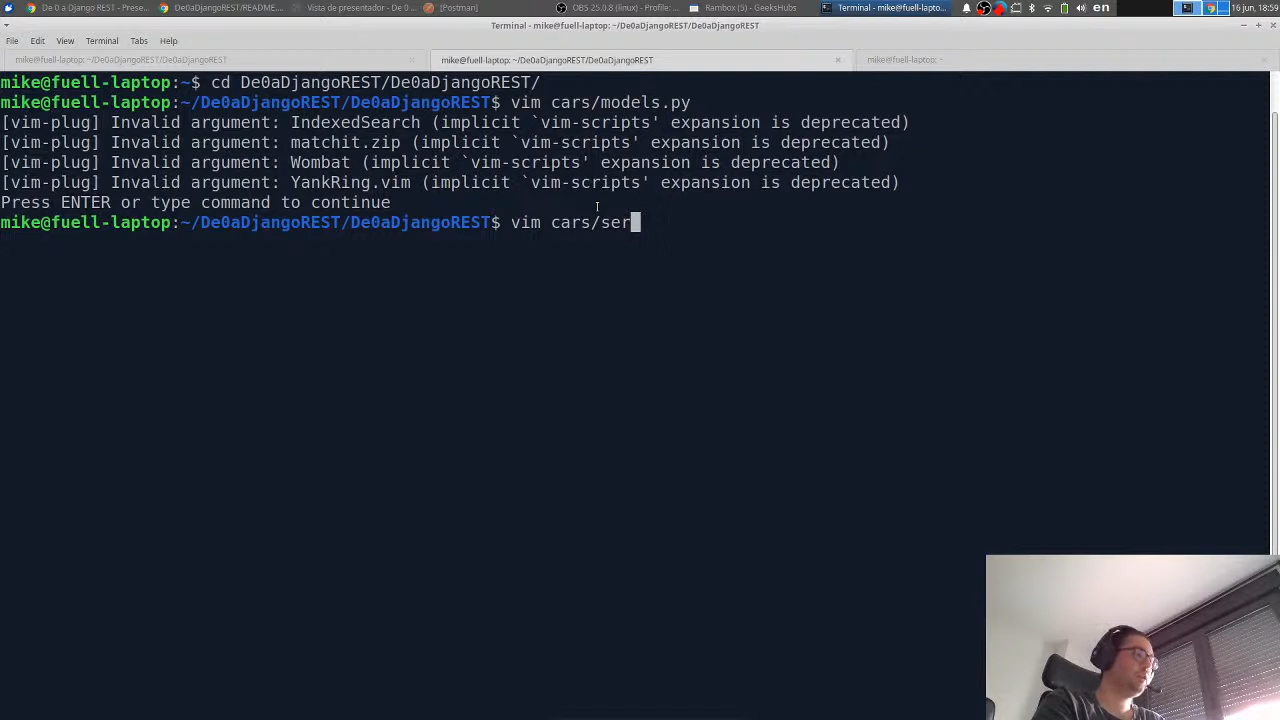 De 0 a Django REST - Prese...
De0aDjangoREST/README...
Vista de presentador - De 0 ...
[Postman]
OBS 25.0.8 (linux) - Profile: ...
Rambox (5) - GeeksHubs
Terminal - mike@fuell-lapto...
en
16 jun, 18:59
Terminal - mike@fuell-laptop: ~/De0aDjangoREST/De0aDjangoREST
File Edit View Terminal Tabs Help
mike@fuell-laptop: ~/De0aDjangoREST/De0aDjangoREST
mike@fuell-laptop: ~/De0aDjangoREST/De0aDjangoREST
mike@fuell-laptop: ~
mike@fuell-laptop:~$ cd De0aDjangoREST/De0aDjangoREST/
mike@fuell-laptop:~/De0aDjangoREST/De0aDjangoREST$ vim cars/models.py
[vim-plug] Invalid argument: IndexedSearch (implicit `vim-scripts' expansion is deprecated)
[vim-plug] Invalid argument: matchit.zip (implicit `vim-scripts' expansion is deprecated)
[vim-plug] Invalid argument: Wombat (implicit `vim-scripts' expansion is deprecated)
[vim-plug] Invalid argument: YankRing.vim (implicit `vim-scripts' expansion is deprecated)
Press ENTER or type command to continue
mike@fuell-laptop:~/De0aDjangoREST/De0aDjangoREST$ vim cars/ser